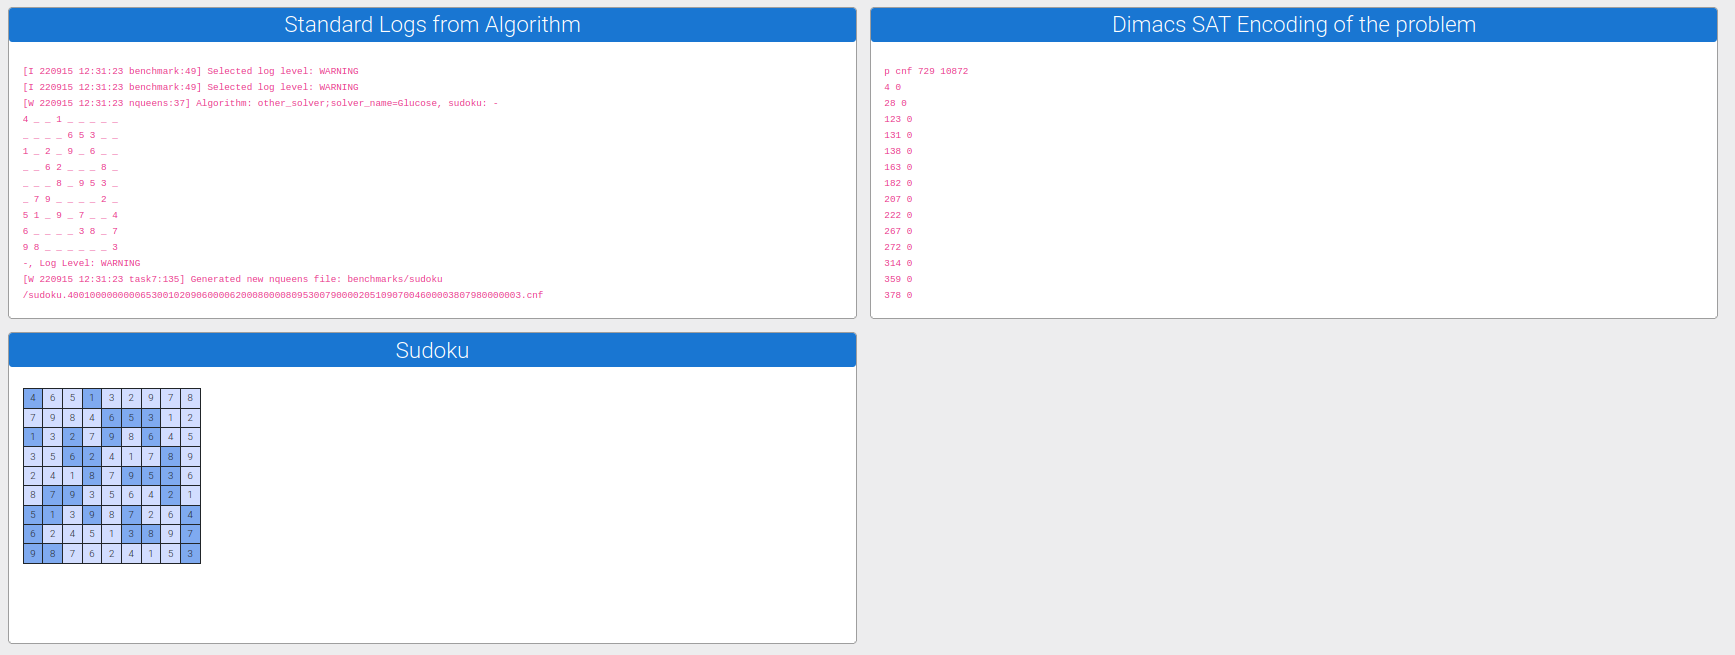 Standard Logs from Algorithm
[I 220915 12:31:23 benchmark:49] Selected log level: WARNING
[I 220915 12:31:23 benchmark:49] Selected log level: WARNING
[W 220915 12:31:23 nqueens:37] Algorithm: other_solver;solver_name=Glucose, sudoku: -
4 _ _ 1 _ _ _ _ _
_ _ _ _ 6 5 3 _ _
1 _ 2 _ 9 _ 6 _ _
_ _ 6 2 _ _ _ 8 _
_ _ _ 8 _ 9 5 3 _
_ 7 9 _ _ _ _ 2 _
5 1 _ 9 _ 7 _ _ 4
6 _ _ _ _ 3 8 _ 7
9 8 _ _ _ _ _ _ 3
-, Log Level: WARNING
[W 220915 12:31:23 task7:135] Generated new nqueens file: benchmarks/sudoku
/sudoku.400100000000065300102090600006200080000809530079000020510907004600003807980000003.cnf
Dimacs SAT Encoding of the problem
p cnf 729 10872
4 0
28 0
123 0
131 0
138 0
163 0
182 0
207 0
222 0
267 0
272 0
314 0
359 0
378 0
Sudoku
4 6 5 1 3 2 9 7 8
7 9 8 4 6 5 3 1 2
1 3 2 7 9 8 6 4 5
3 5 6 2 4 1 7 8 9
2 4 1 8 7 9 5 3 6
8 7 9 3 5 6 4 2 1
5 1 3 9 8 7 2 6 4
6 2 4 5 1 3 8 9 7
9 8 7 6 2 4 1 5 3